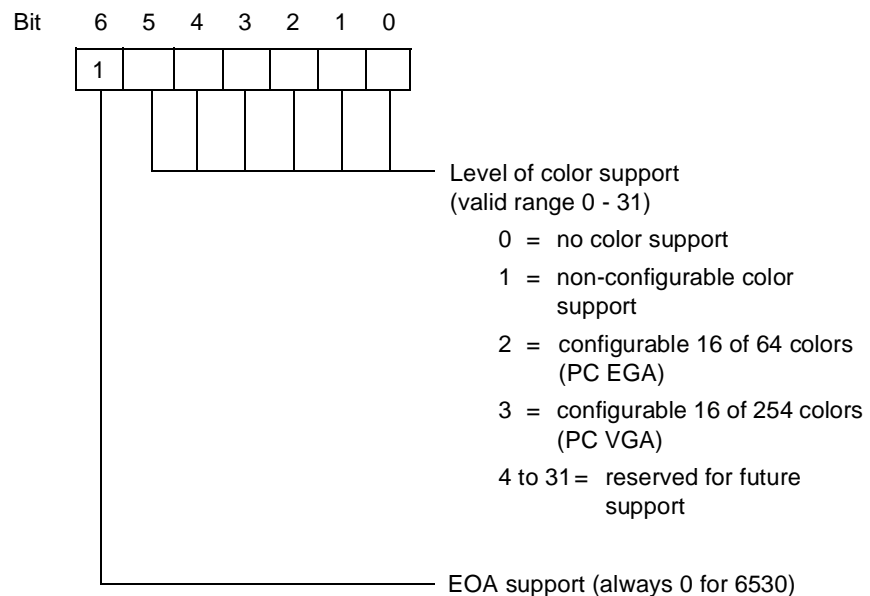 Bit 6 5 4 3 2 1 0
1
Level of color support
(valid range 0 - 31)
0 = no color support
1 = non-configurable color
support
2 = configurable 16 of 64 colors
(PC EGA)
3 = configurable 16 of 254 colors
(PC VGA)
4 to 31 = reserved for future
support
EOA support (always 0 for 6530)